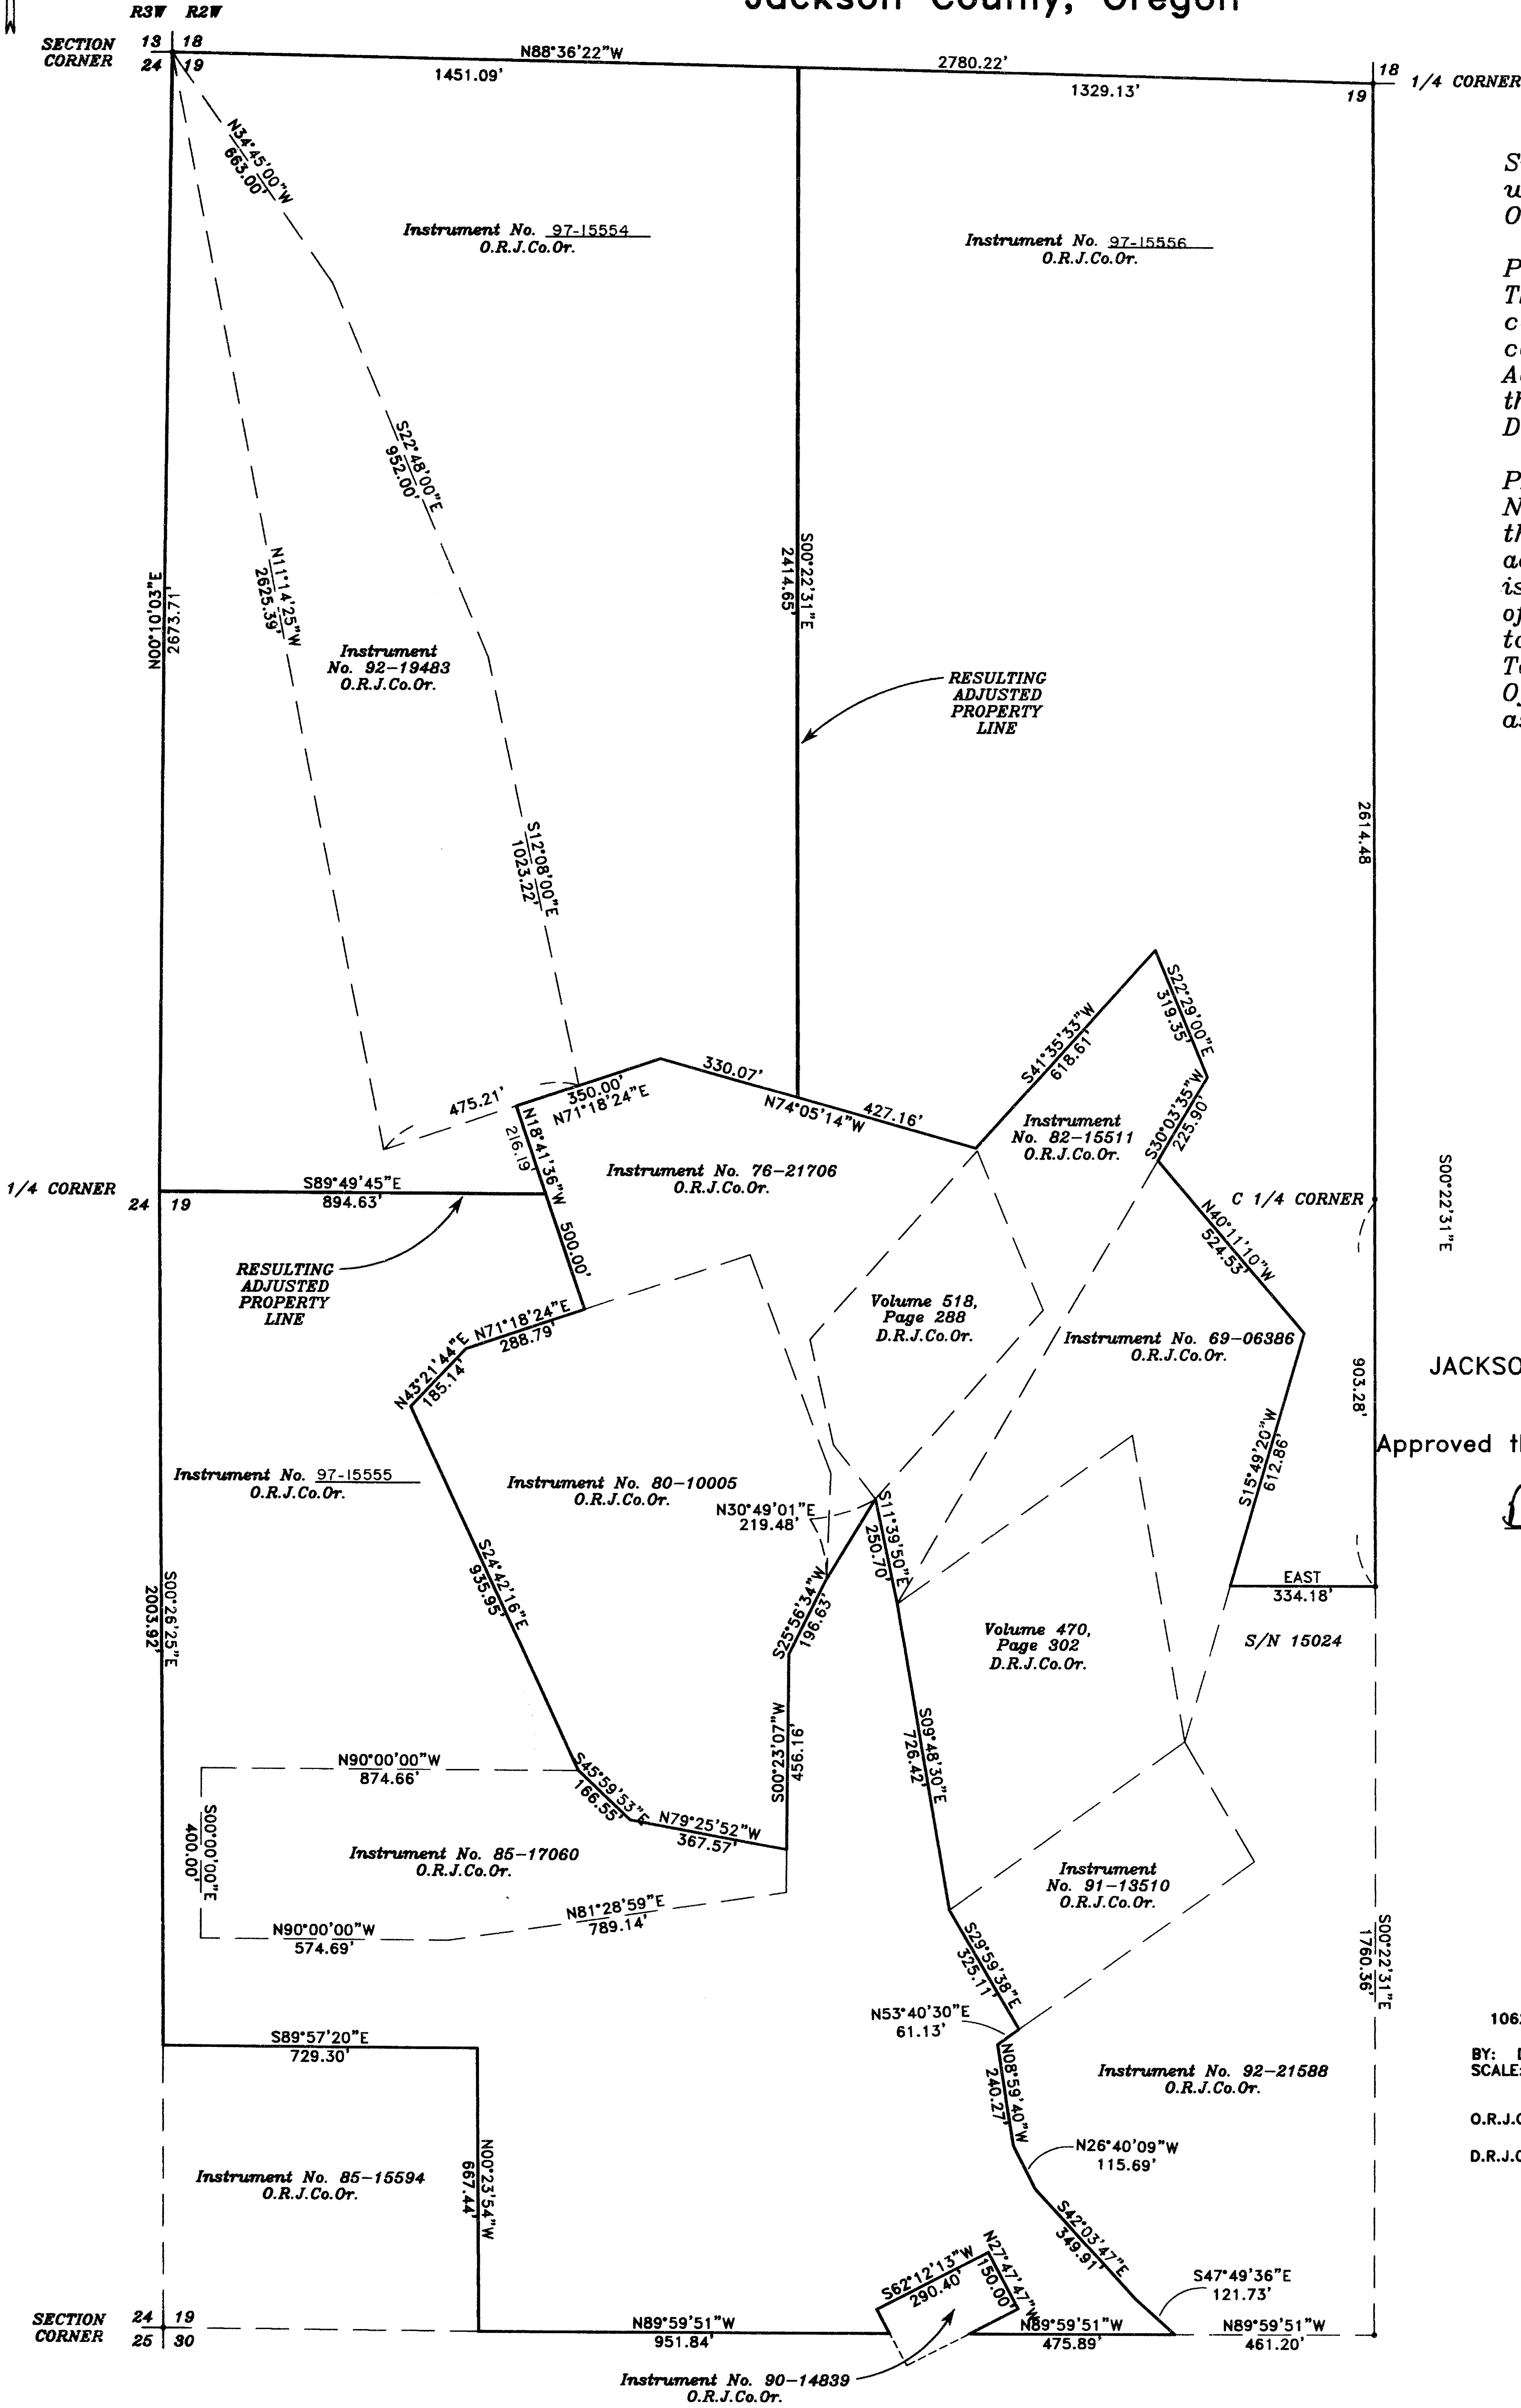 Jackson County, Oregon
R3W R2W
SECTION CORNER
13 18
24 19
N88°36'22"W
1451.09'
2780.22'
1329.13'
18
19
1/4 CORNER
N34°45'00"W
663.00'
Instrument No. 97-15554
O.R.J.Co.Or.
Instrument No. 97-15556
O.R.J.Co.Or.
S22°48'00"E
952.00'
N00°10'03"E
2673.71'
N11°14'25"W
2625.39'
S00°22'31"E
2414.65'
Instrument
No. 92-19483
O.R.J.Co.Or.
RESULTING
ADJUSTED
PROPERTY
LINE
2614.48
S12°08'00"E
1023.22'
S22°29'00"E
319.35'
S41°35'33"W
618.61'
330.07'
475.21'
350.00'
N71°18'24"E
N74°05'14"W
427.16'
N18°41'36"W
216.19'
500.00'
Instrument
No. 82-15511
O.R.J.Co.Or.
S30°03'35"W
225.90'
Instrument No. 76-21706
O.R.J.Co.Or.
1/4 CORNER
24 19
S89°49'45"E
894.63'
C 1/4 CORNER
S00°22'31"E
N40°11'10"W
524.53'
RESULTING
ADJUSTED
PROPERTY
LINE
Volume 518,
Page 288
D.R.J.Co.Or.
Instrument No. 69-06386
O.R.J.Co.Or.
N71°18'24"E
288.79'
N43°21'44"E
185.14'
903.28'
JACKSO
Approved th
S15°49'20"W
612.86'
Instrument No. 97-15555
O.R.J.Co.Or.
Instrument No. 80-10005
O.R.J.Co.Or.
N30°49'01"E
219.48'
S11°39'50"E
250.70'
S24°42'16"E
935.95'
S25°56'34"W
196.63'
EAST
334.18'
S/N 15024
S00°26'25"E
2003.92'
Volume 470,
Page 302
D.R.J.Co.Or.
S00°23'07"W
456.16'
S09°48'30"E
726.42'
N90°00'00"W
874.66'
S45°59'53"E
166.55'
N79°25'52"W
367.57'
S00°00'00"E
400.00'
Instrument No. 85-17060
O.R.J.Co.Or.
Instrument
No. 91-13510
O.R.J.Co.Or.
N81°28'59"E
789.14'
N90°00'00"W
574.69'
S29°59'38"E
325.11'
S00°22'31"E
1760.36'
N53°40'30"E
61.13'
S89°57'20"E
729.30'
N08°59'40"W
240.27'
Instrument No. 92-21588
O.R.J.Co.Or.
BY:
SCALE:
O.R.J.C
D.R.J.C
N26°40'09"W
115.69'
Instrument No. 85-15594
O.R.J.Co.Or.
N00°23'54"W
667.44'
S42°03'47"E
349.91'
S62°12'13"W
290.40'
N27°47'47"W
150.00'
S47°49'36"E
121.73'
SECTION CORNER
24 19
25 30
N89°59'51"W
951.84'
N89°59'51"W
475.89'
N89°59'51"W
461.20'
Instrument No. 90-14839
O.R.J.Co.Or.